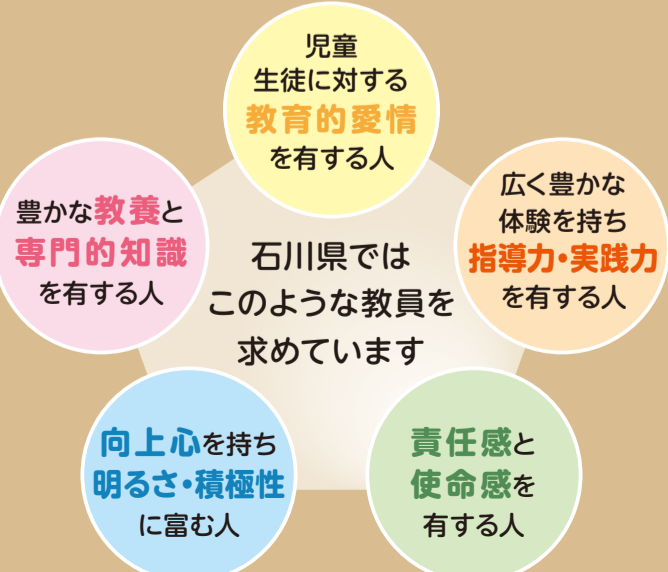 児童
生徒に対する
教育的愛情
を有する人
豊かな教養と
専門的知識
を有する人
広く豊かな
体験を持ち
指導力・実践力
を有する人
石川県では
このような教員を
求めています
向上心を持ち
明るさ・積極性
に富む人
責任感と
使命感を
有する人